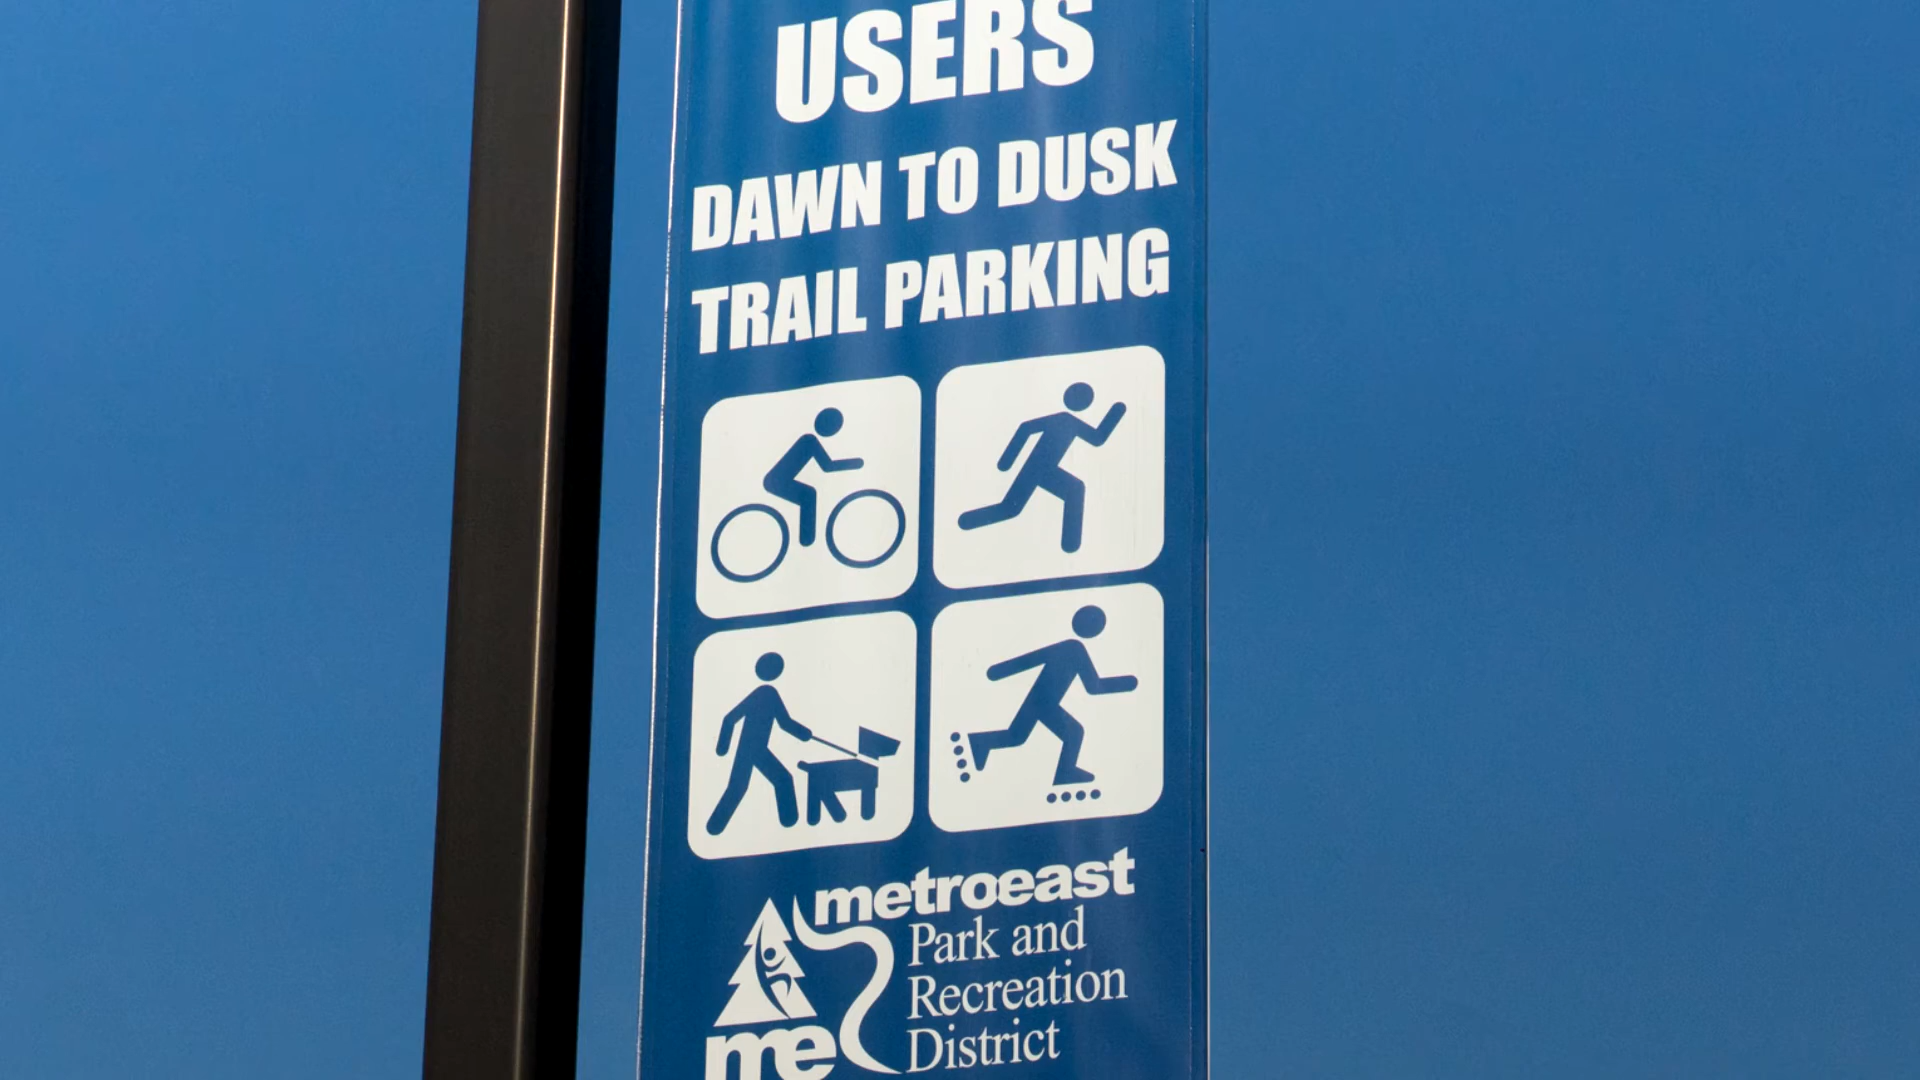 USERS
DAWN TO DUSK
TRAIL PARKING
metroeast
Park and
Recreation
District
me